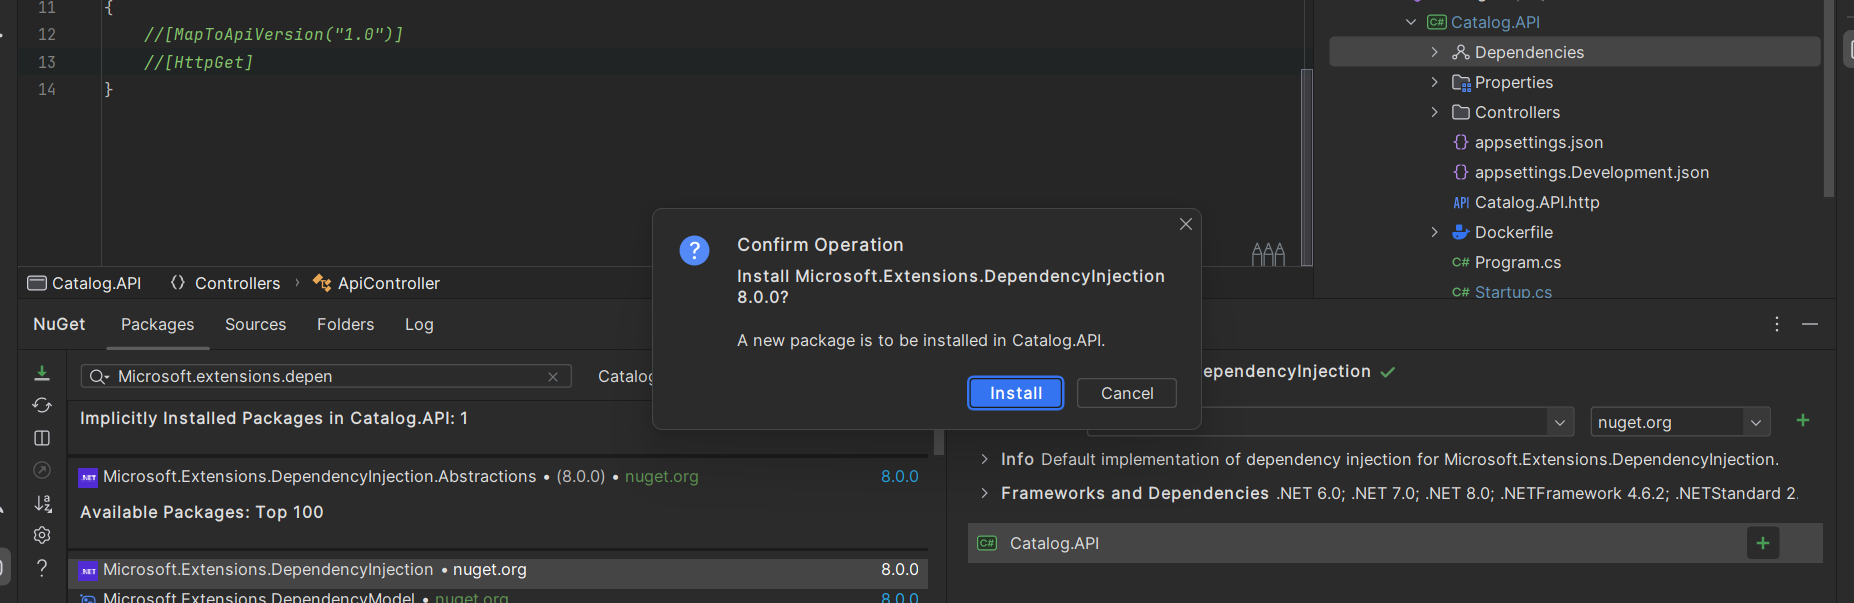 11 {
12 //[MapToApiVersion("1.0")]
13 //[HttpGet]
14 }
Catalog.API
Dependencies
Properties
Controllers
appsettings.json
appsettings.Development.json
API Catalog.API.http
Dockerfile
C# Program.cs
C# Startup.cs
Catalog.API Controllers › ApiController
Confirm Operation
Install Microsoft.Extensions.DependencyInjection
8.0.0?
A new package is to be installed in Catalog.API.
Install Cancel
NuGet Packages Sources Folders Log
Microsoft.extensions.depen
Implicitly Installed Packages in Catalog.API: 1
.NET Microsoft.Extensions.DependencyInjection.Abstractions • (8.0.0) • nuget.org 8.0.0
Available Packages: Top 100
.NET Microsoft.Extensions.DependencyInjection • nuget.org 8.0.0
Microsoft.Extensions.DependencyModel • nuget.org 8.0.0
ependencyInjection
nuget.org
Info Default implementation of dependency injection for Microsoft.Extensions.DependencyInjection.
Frameworks and Dependencies .NET 6.0; .NET 7.0; .NET 8.0; .NETFramework 4.6.2; .NETStandard 2.
C# Catalog.API